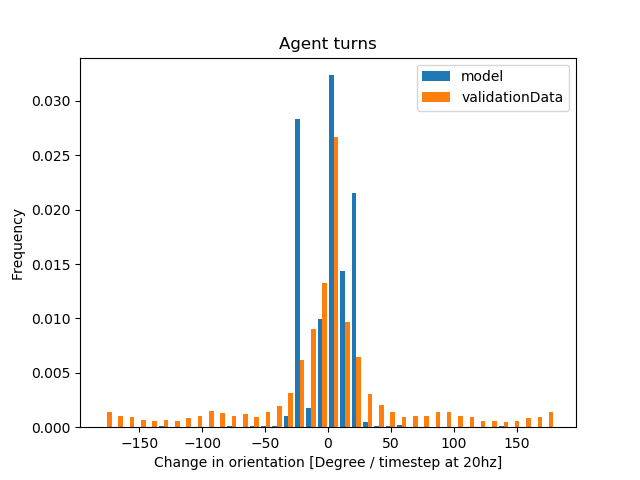 Agent turns
model
validationData
0.030
0.025
0.020
0.015
0.010
0.005
0.000
Frequency
−150 −100 −50 0 50 100 150
Change in orientation [Degree / timestep at 20hz]